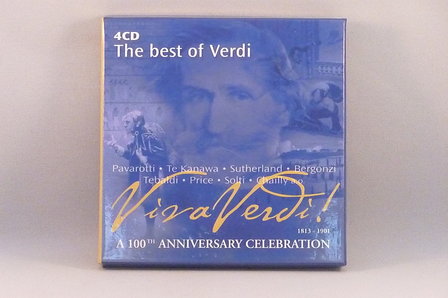 4CD
The best of Verdi
Pavarotti • Te Kanawa • Sutherland • Bergonzi
Tebaldi • Price • Solti • Chailly a.o
Viva Verdi!
1813 - 1901
A 100TH ANNIVERSARY CELEBRATION